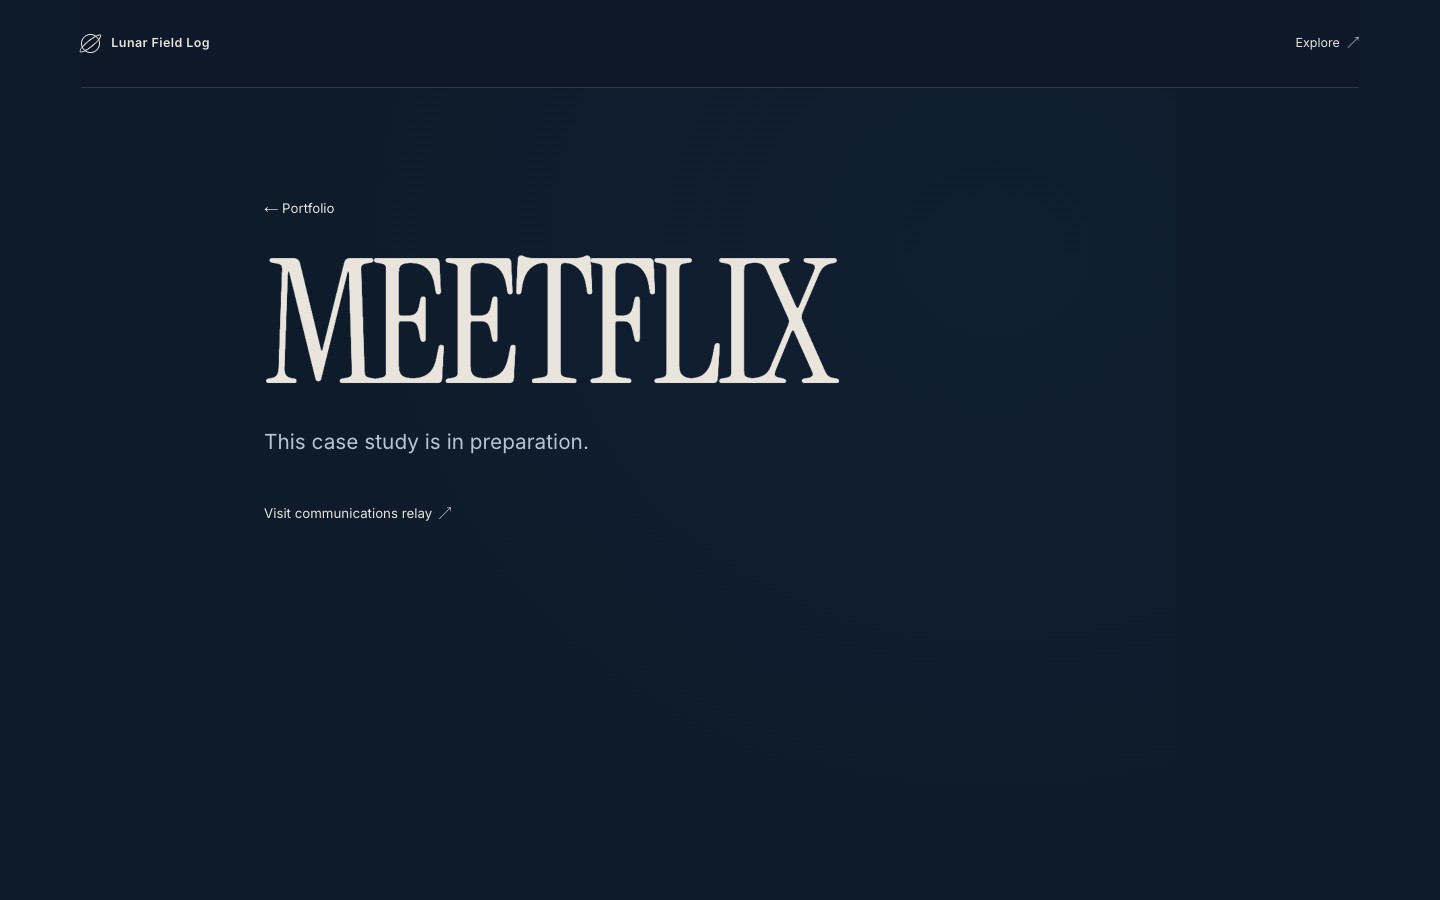 Lunar Field Log
Explore ↗
← Portfolio
MEETFLIX
This case study is in preparation.
Visit communications relay ↗